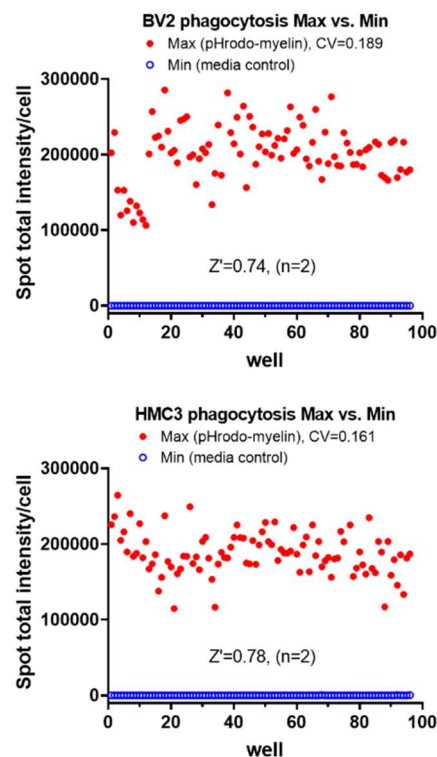 BV2 phagocytosis Max vs. Min
Max (pHrodo-myelin), CV=0.189
Min (media control)
300000
200000
100000
0
Spot total intensity/cell
Z'=0.74, (n=2)
0 20 40 60 80 100
well
HMC3 phagocytosis Max vs. Min
Max (pHrodo-myelin), CV=0.161
Min (media control)
300000
200000
100000
0
Spot total intensity/cell
Z'=0.78, (n=2)
0 20 40 60 80 100
well